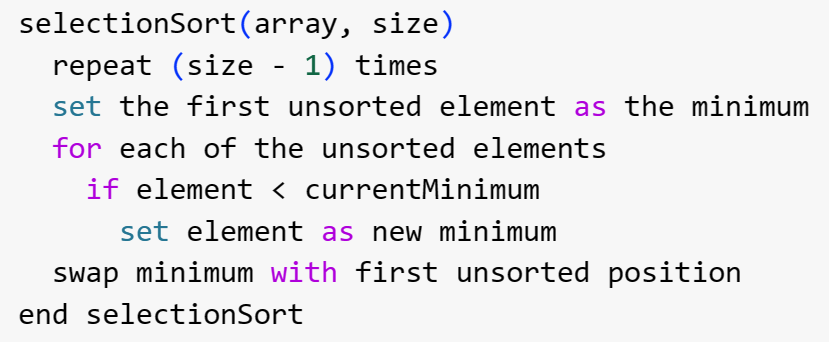 selectionSort(array, size)
  repeat (size - 1) times
  set the first unsorted element as the minimum
  for each of the unsorted elements
    if element < currentMinimum
      set element as new minimum
  swap minimum with first unsorted position
end selectionSort